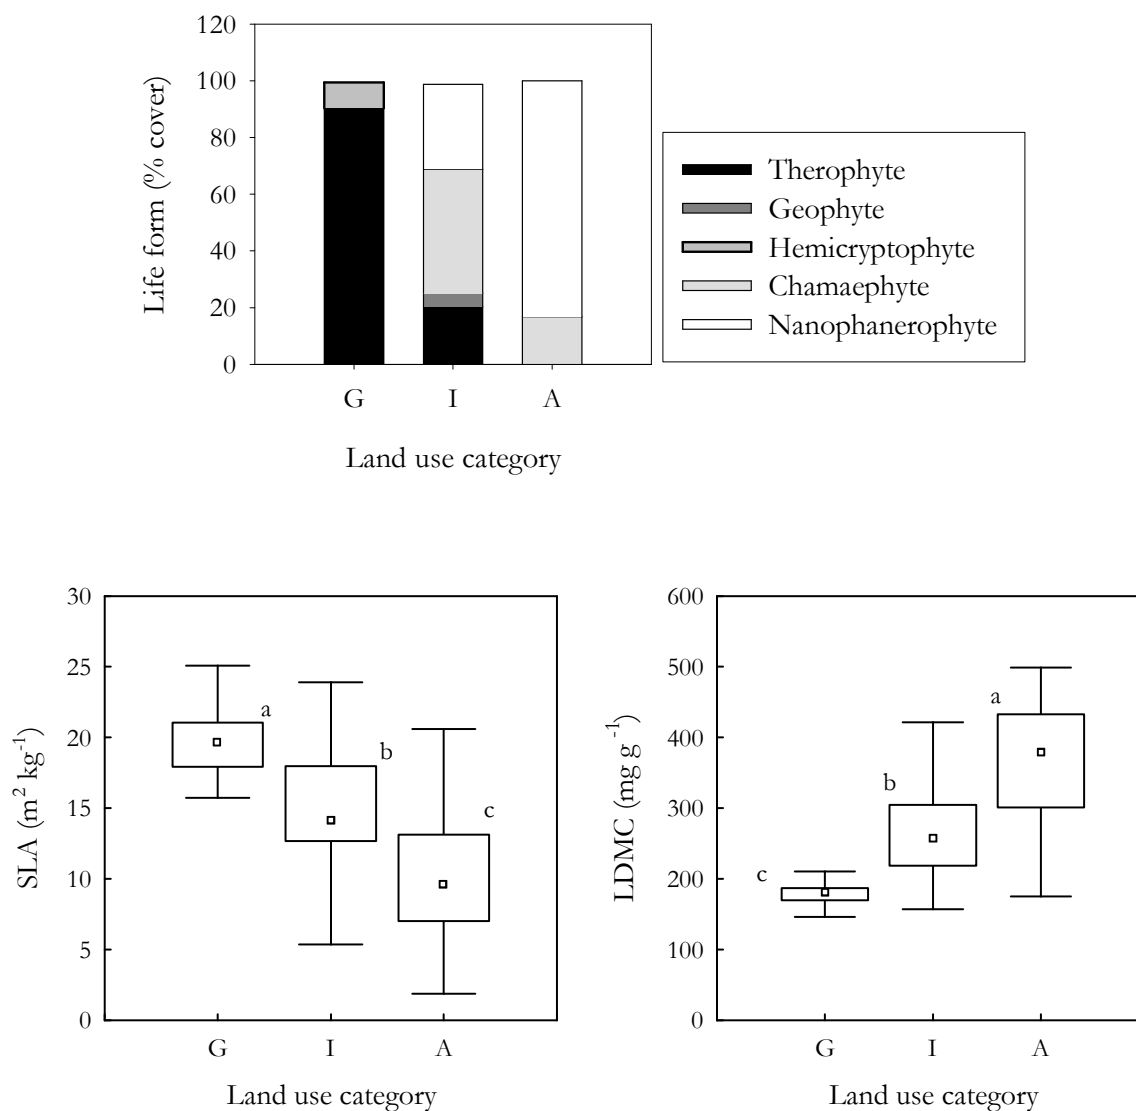 120
100
80
60
40
20
0
Life form (% cover)
G I A
Land use category
Therophyte
Geophyte
Hemicryptophyte
Chamaephyte
Nanophanerophyte
30
25
20
15
10
5
0
SLA (m² kg⁻¹)
a
b
c
G I A
Land use category
600
500
400
300
200
100
0
LDMC (mg g⁻¹)
a
b
c
G I A
Land use category